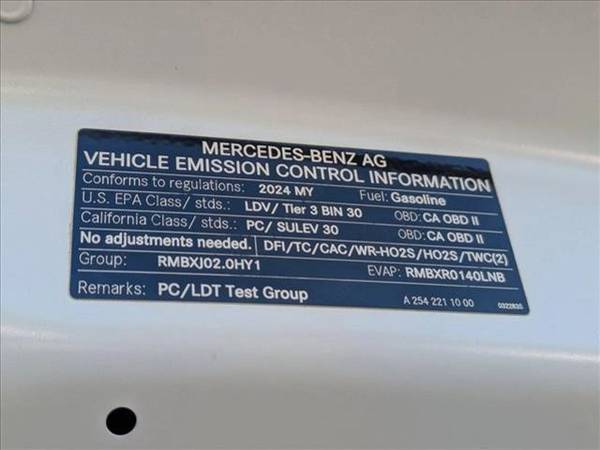 MERCEDES-BENZ AG
VEHICLE EMISSION CONTROL INFORMATION
Conforms to regulations: 2024 MY Fuel: Gasoline
U.S. EPA Class/ stds.: LDV/ Tier 3 BIN 30 OBD: CA OBD II
California Class/ stds.: PC/ SULEV 30 OBD: CA OBD II
No adjustments needed. DFI/TC/CAC/WR-HO2S/HO2S/TWC(2)
Group: RMBXJ02.0HY1 EVAP: RMBXR0140LNB
Remarks: PC/LDT Test Group A 254 221 10 00 0322830